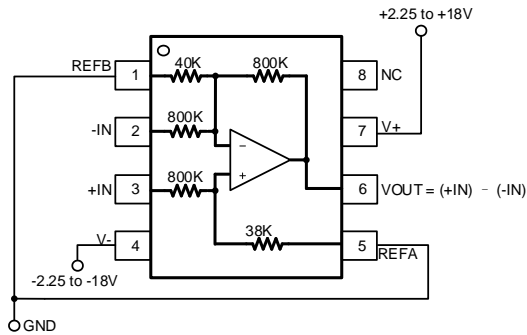 +2.25 to +18V
REFB
1
40K
800K
8
NC
-IN
2
800K
7
V+
+IN
3
800K
6
VOUT = (+IN) – (-IN)
V-
4
38K
5
REFA
-2.25 to -18V
GND
−
+